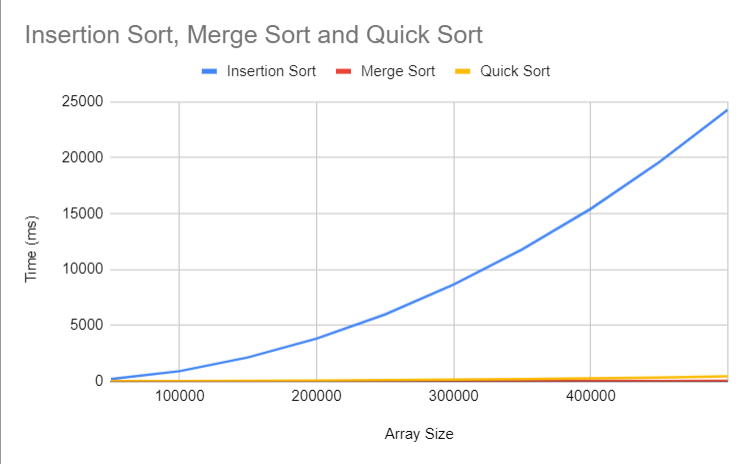 Insertion Sort, Merge Sort and Quick Sort
Insertion Sort Merge Sort Quick Sort
25000
20000
15000
10000
5000
0
Time (ms)
100000 200000 300000 400000
Array Size